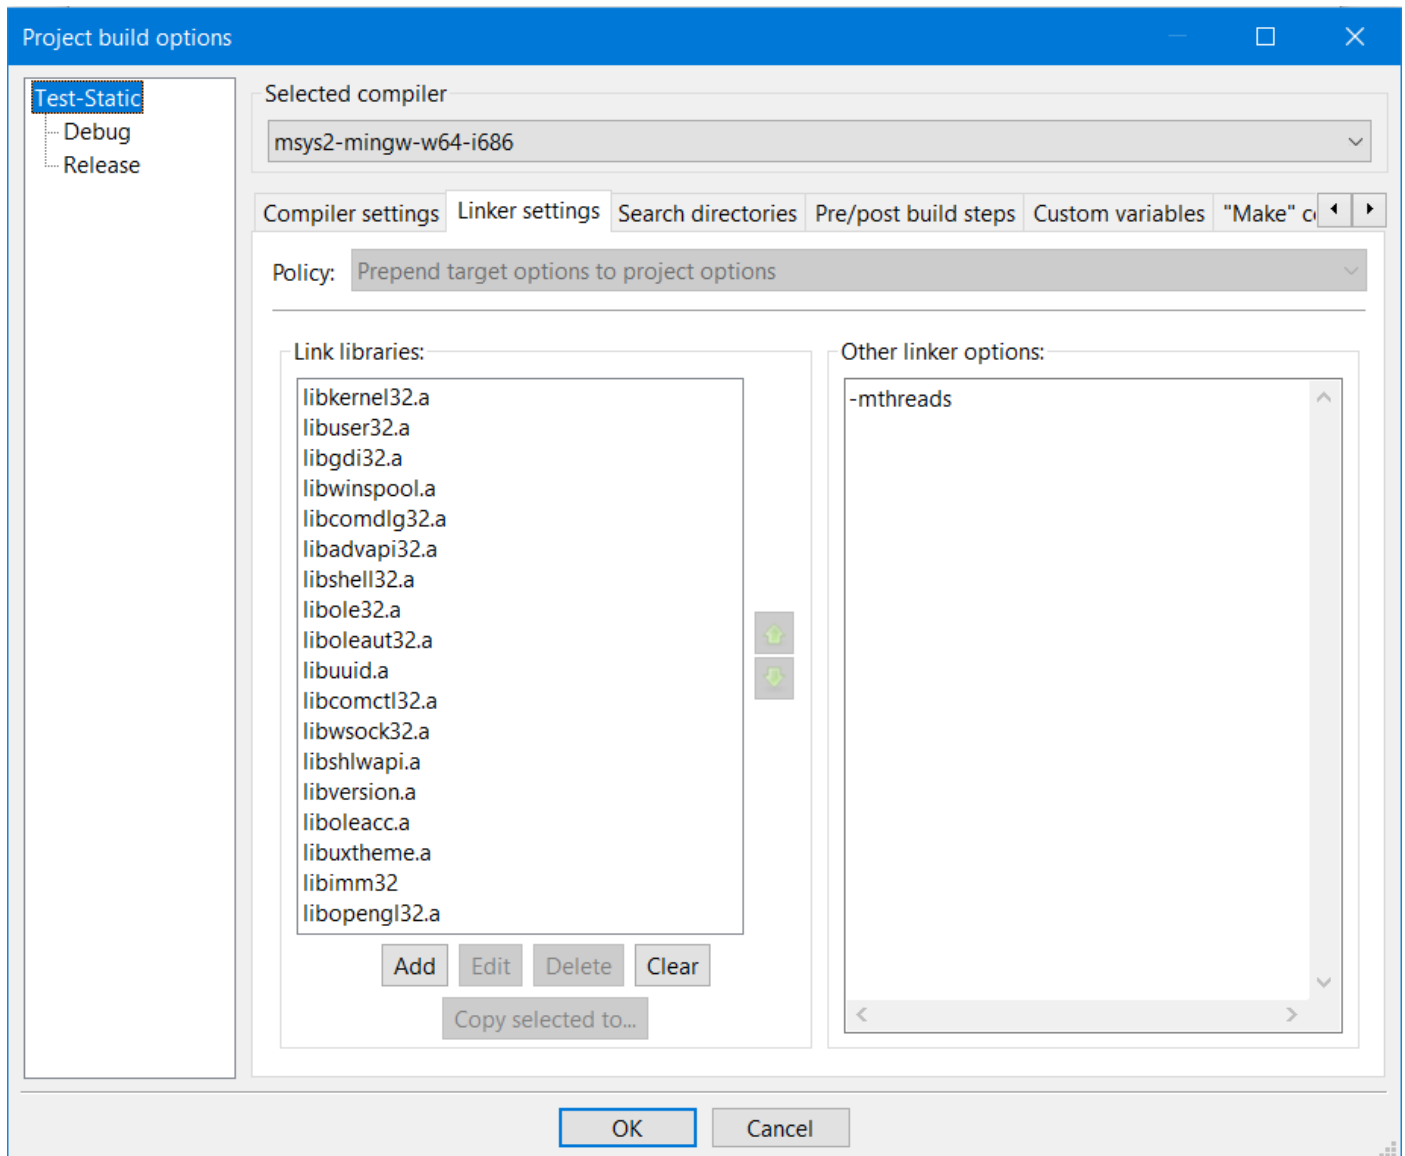 Project build options
Test-Static
Debug
Release
Selected compiler
msys2-mingw-w64-i686
Compiler settings Linker settings Search directories Pre/post build steps Custom variables "Make" c
Policy: Prepend target options to project options
Link libraries:
libkernel32.a
libuser32.a
libgdi32.a
libwinspool.a
libcomdlg32.a
libadvapi32.a
libshell32.a
libole32.a
liboleaut32.a
libuuid.a
libcomctl32.a
libwsock32.a
libshlwapi.a
libversion.a
liboleacc.a
libuxtheme.a
libimm32
libopengl32.a
Add Edit Delete Clear
Copy selected to...
Other linker options:
-mthreads
OK Cancel